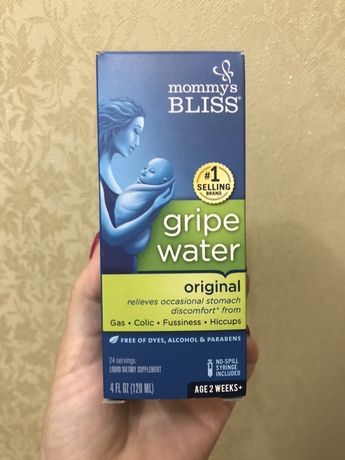 mommy's
BLISS®
#1
SELLING
BRAND
gripe
water
original
relieves occasional stomach
discomfort* from
Gas • Colic • Fussiness • Hiccups
FREE OF DYES, ALCOHOL & PARABENS
24 servings
LIQUID DIETARY SUPPLEMENT
4 FL OZ (120 ML)
NO-SPILL
SYRINGE
INCLUDED
AGE 2 WEEKS+